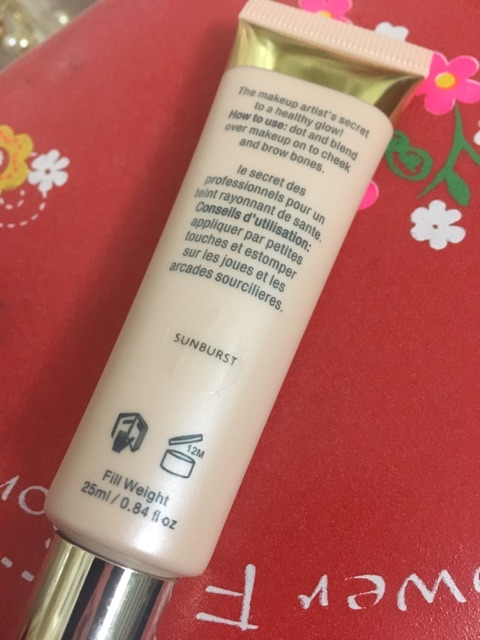 The makeup artist's secret
to a healthy glow!
How to use: dot and blend
over makeup on to cheek
and brow bones.
le secret des
professionnels pour un
teint rayonnant de sante.
Conseils d'utilisation:
appliquer par petites
touches et estomper
sur les joues et les
arcades sourcilieres.
SUNBURST
12M
Fill Weight
25ml / 0.84 fl oz
ower F